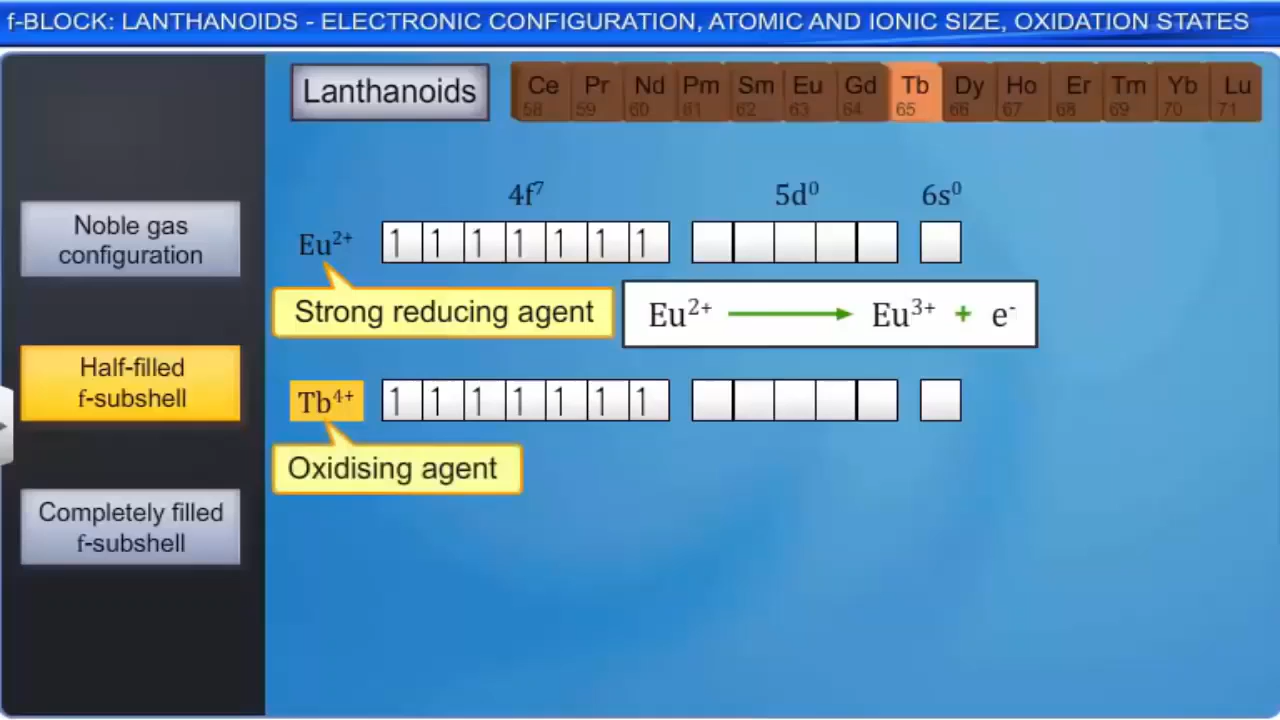 f-BLOCK: LANTHANOIDS - ELECTRONIC CONFIGURATION, ATOMIC AND IONIC SIZE, OXIDATION STATES
Lanthanoids
Ce Pr Nd Pm Sm Eu Gd Tb Dy Ho Er Tm Yb Lu
58 59 60 61 62 63 64 65 66 67 68 69 70 71
Noble gas
configuration
Half-filled
f-subshell
Completely filled
f-subshell
4f⁷ 5d⁰ 6s⁰
Eu²⁺ 1 1 1 1 1 1 1
Strong reducing agent
Eu²⁺ ⟶ Eu³⁺ + e⁻
Tb⁴⁺ 1 1 1 1 1 1 1
Oxidising agent